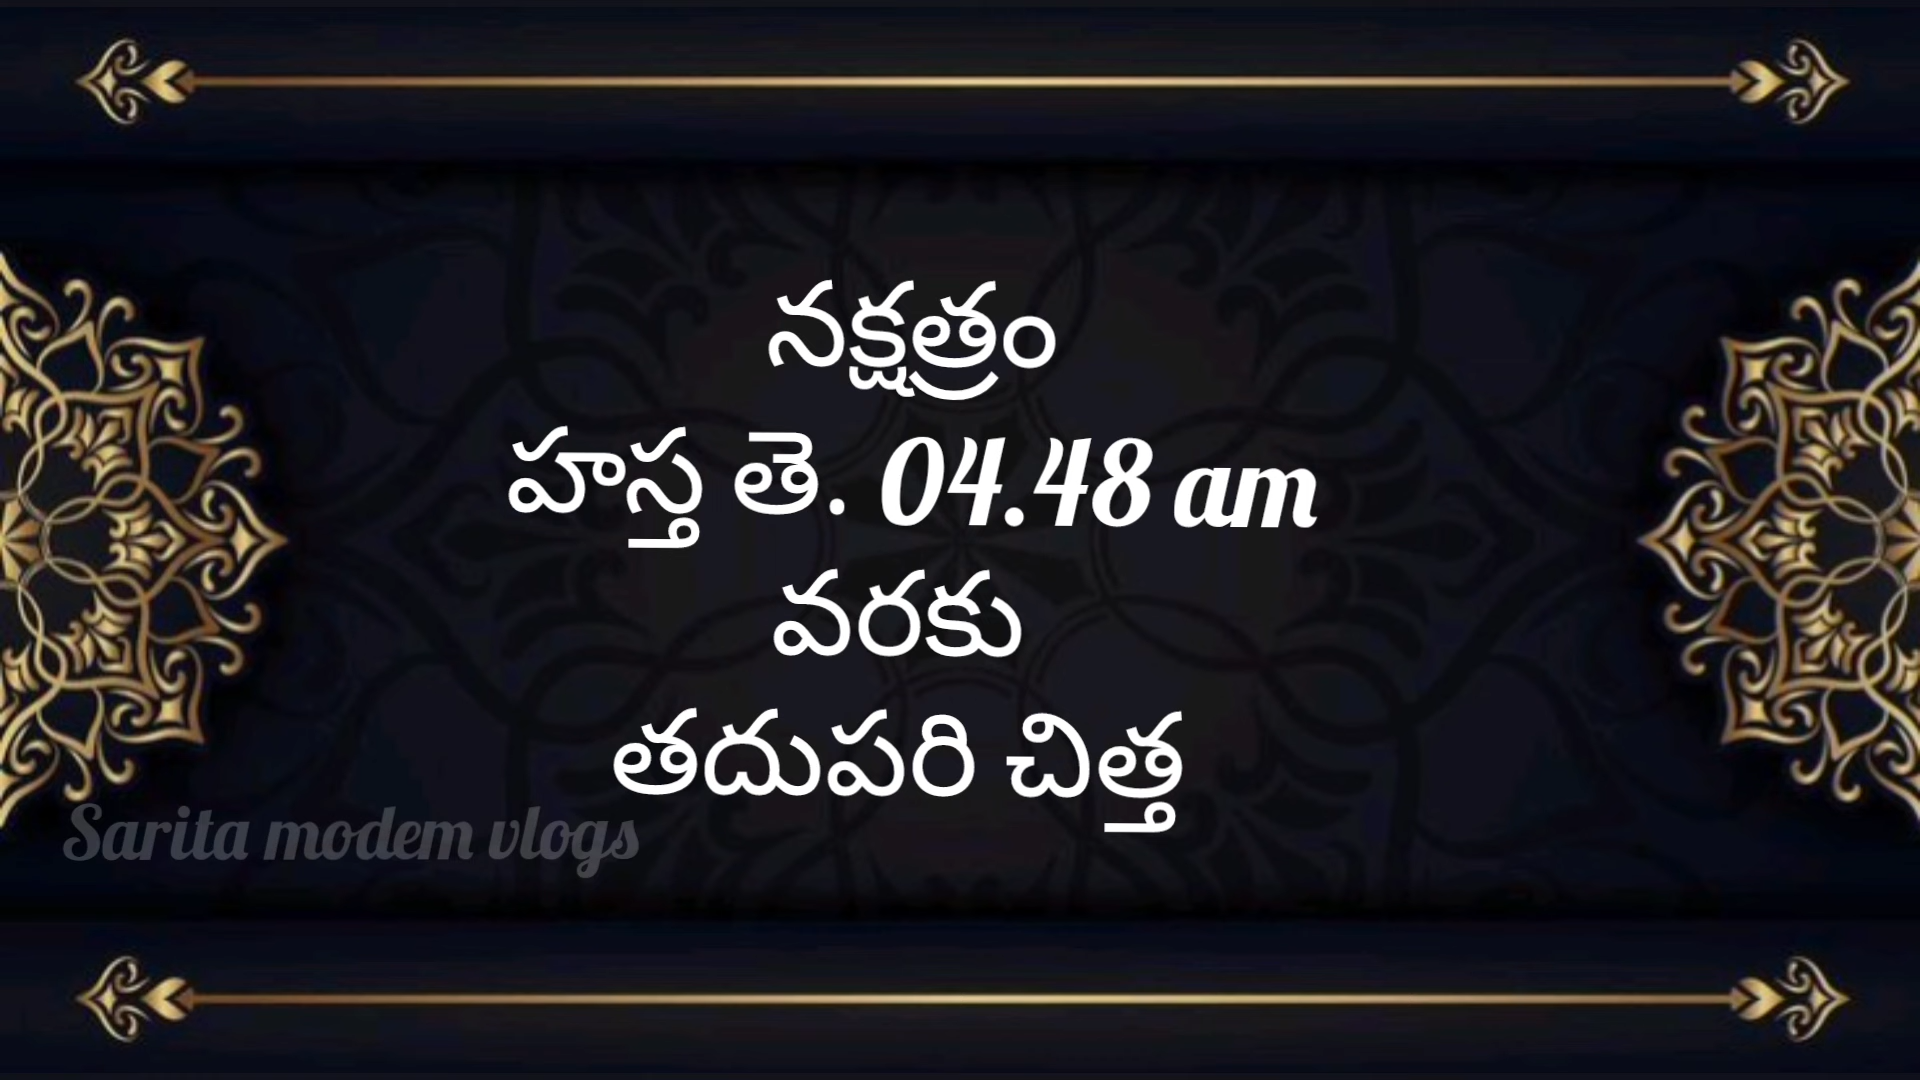 నక్షత్రం
హస్త తె. 04.48 am
వరకు
తదుపరి చిత్త
Sarita modem vlogs